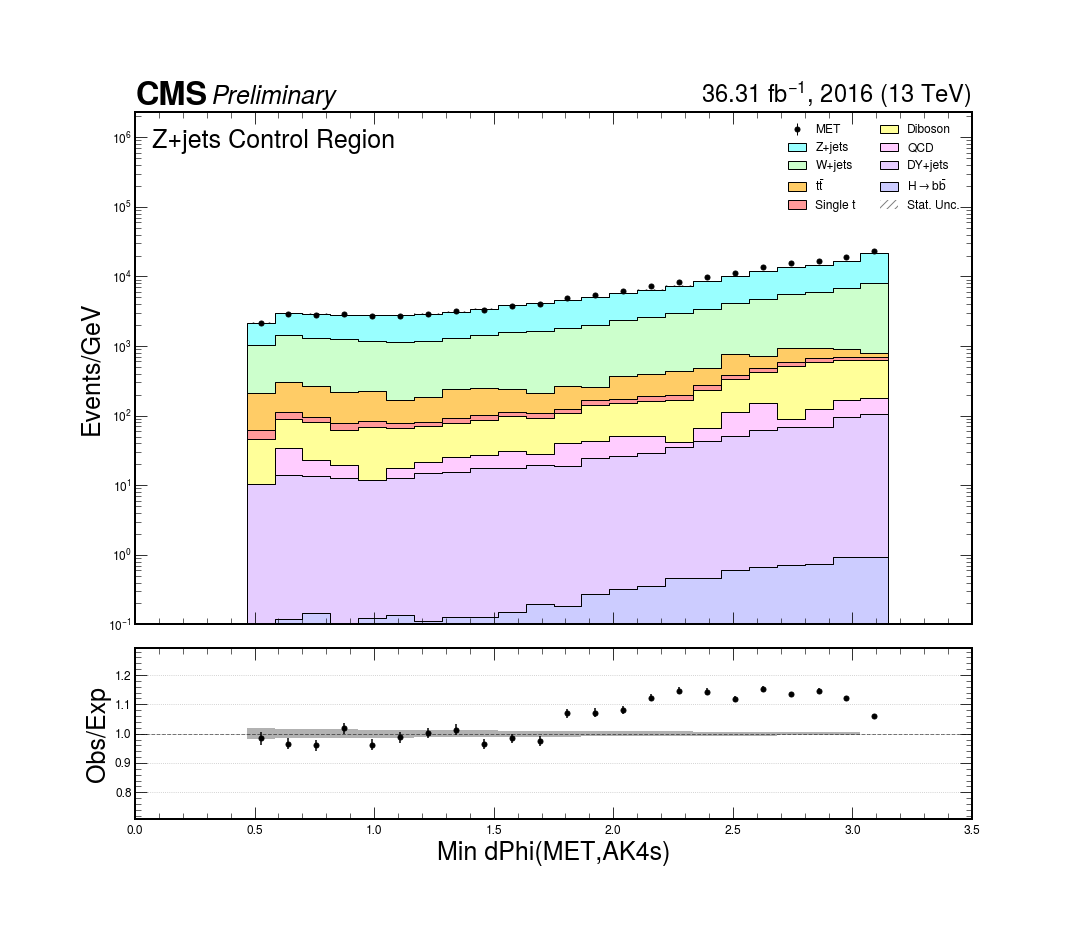 CMS Preliminary
36.31 fb⁻¹, 2016 (13 TeV)
Z+jets Control Region
MET
Z+jets
W+jets
tt̄
Single t
Diboson
QCD
DY+jets
H→bb̄
Stat. Unc.
Events/GeV
10⁶
10⁵
10⁴
10³
10²
10¹
10⁰
10⁻¹
Obs/Exp
1.2
1.1
1.0
0.9
0.8
0.0 0.5 1.0 1.5 2.0 2.5 3.0 3.5
Min dPhi(MET,AK4s)